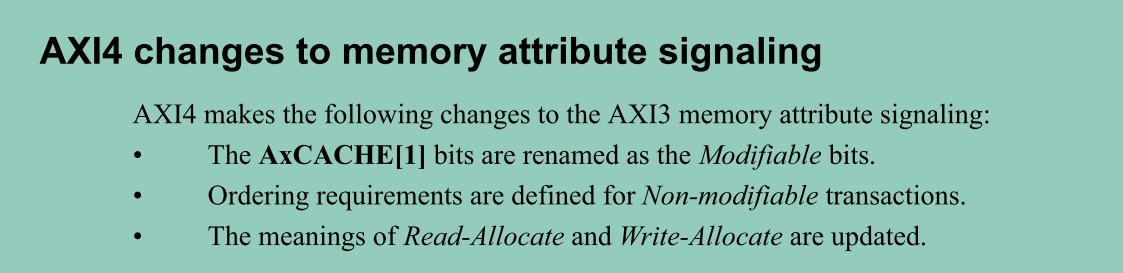 AXI4 changes to memory attribute signaling
AXI4 makes the following changes to the AXI3 memory attribute signaling:
• The AxCACHE[1] bits are renamed as the Modifiable bits.
• Ordering requirements are defined for Non-modifiable transactions.
• The meanings of Read-Allocate and Write-Allocate are updated.